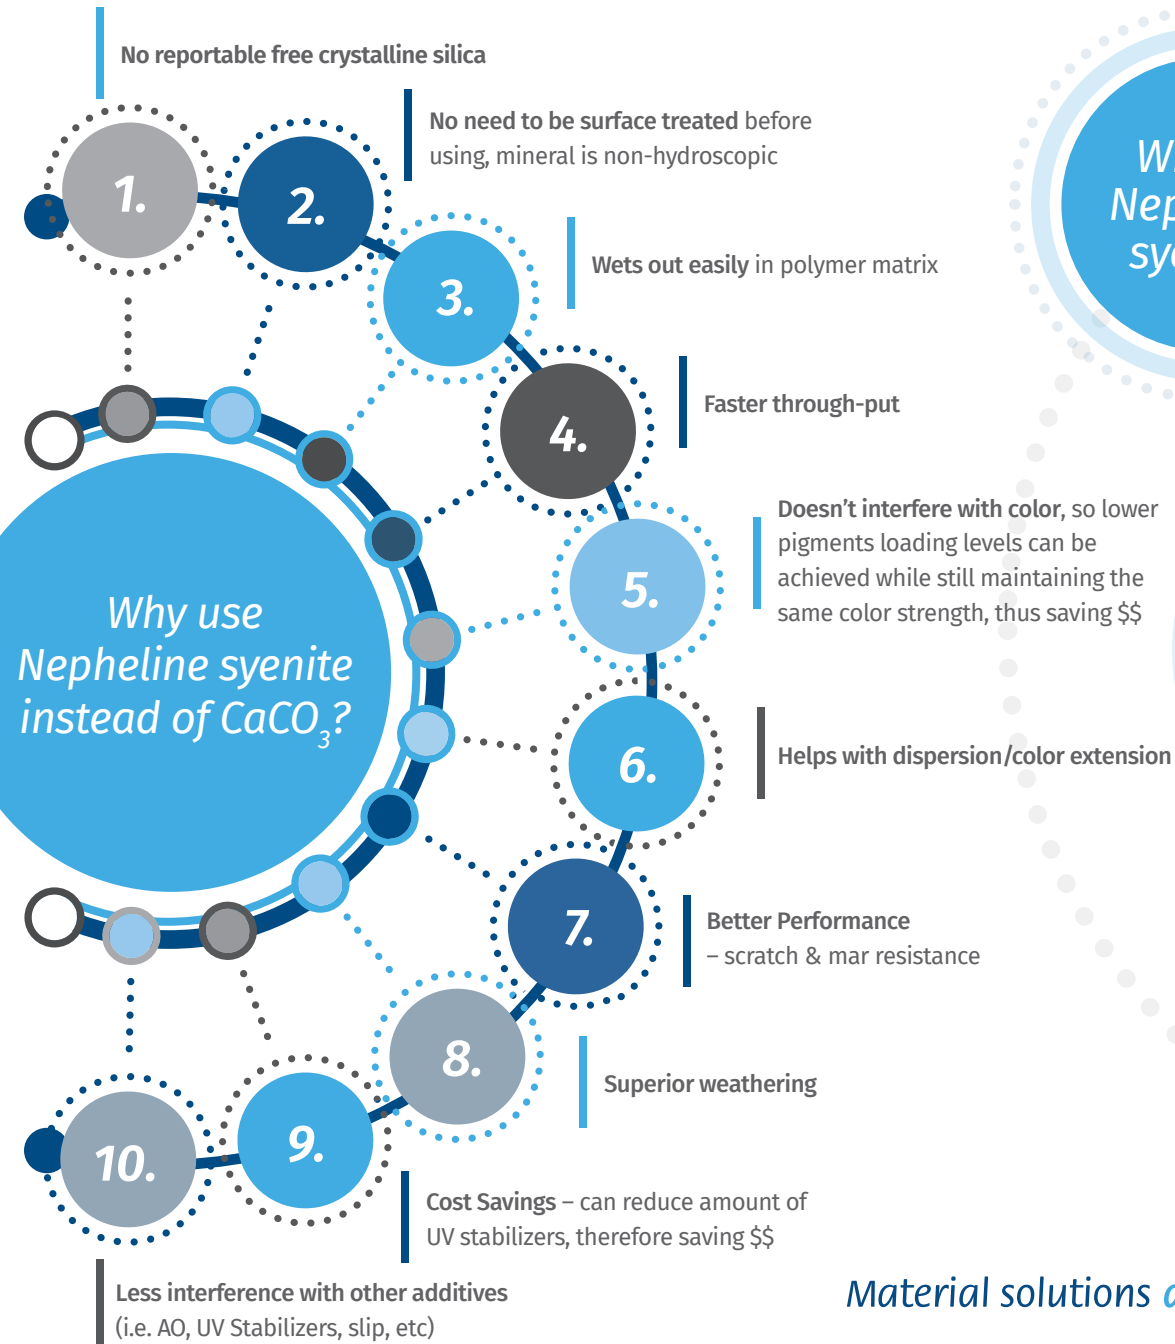 No reportable free crystalline silica
1.
No need to be surface treated before
using, mineral is non-hydroscopic
2.
Wets out easily in polymer matrix
3.
Faster through-put
4.
Doesn’t interfere with color, so lower
pigments loading levels can be
achieved while still maintaining the
same color strength, thus saving $$
5.
Why use
Nepheline syenite
instead of CaCO₃?
Helps with dispersion/color extension
6.
Better Performance
– scratch & mar resistance
7.
Superior weathering
8.
Cost Savings – can reduce amount of
UV stabilizers, therefore saving $$
9.
Less interference with other additives
(i.e. AO, UV Stabilizers, slip, etc)
10.
Material solutions